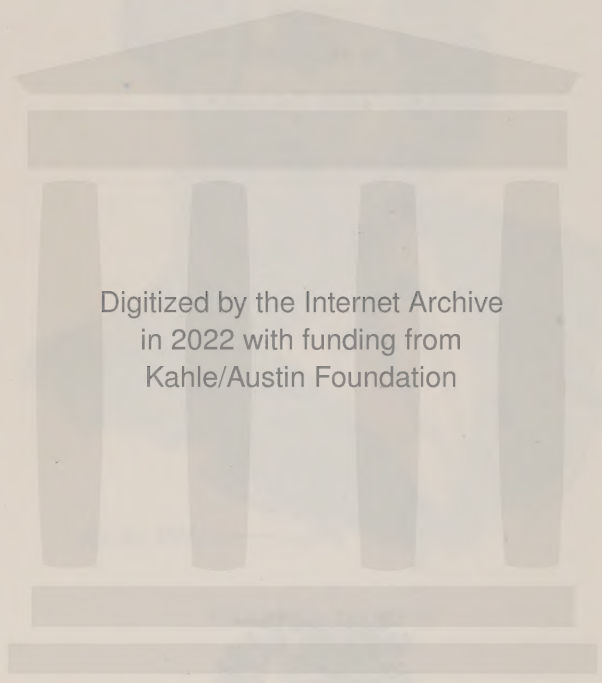 Digitized by the Internet Archive
in 2022 with funding from
Kahle/Austin Foundation